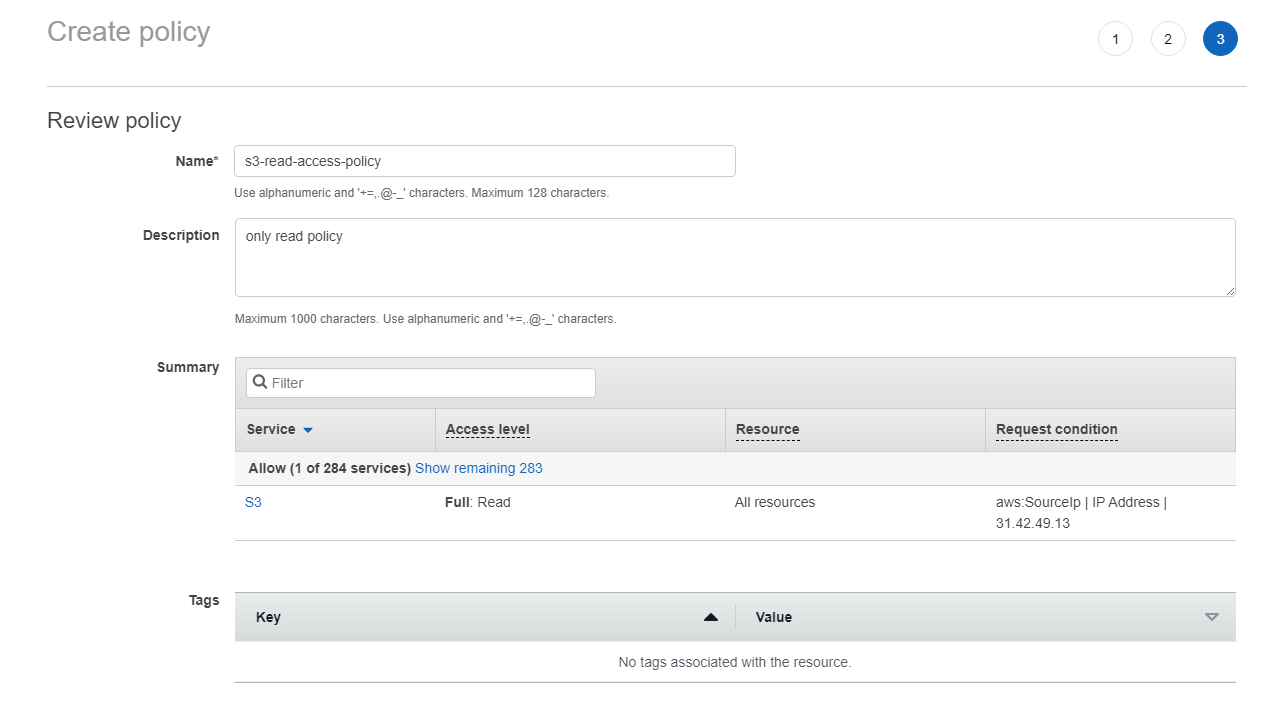 Create policy
1 2 3
Review policy
Name* s3-read-access-policy
Use alphanumeric and '+=,.@-_' characters. Maximum 128 characters.
Description only read policy
Maximum 1000 characters. Use alphanumeric and '+=,.@-_' characters.
Summary Filter
Service Access level Resource Request condition
Allow (1 of 284 services) Show remaining 283
S3 Full: Read All resources aws:SourceIp | IP Address |
31.42.49.13
Tags Key Value
No tags associated with the resource.